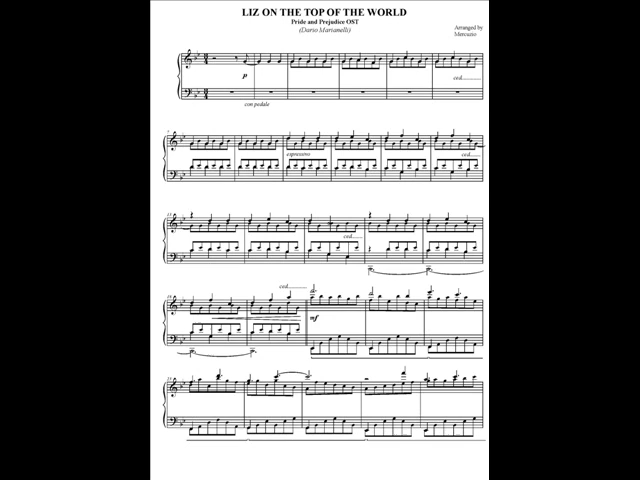 LIZ ON THE TOP OF THE WORLD
Pride and Prejudice OST
(Dario Marianelli)
Arranged by
Mercuzio
p
ced......
con pedale
espressivo
ced......
ced......
ced......
mf